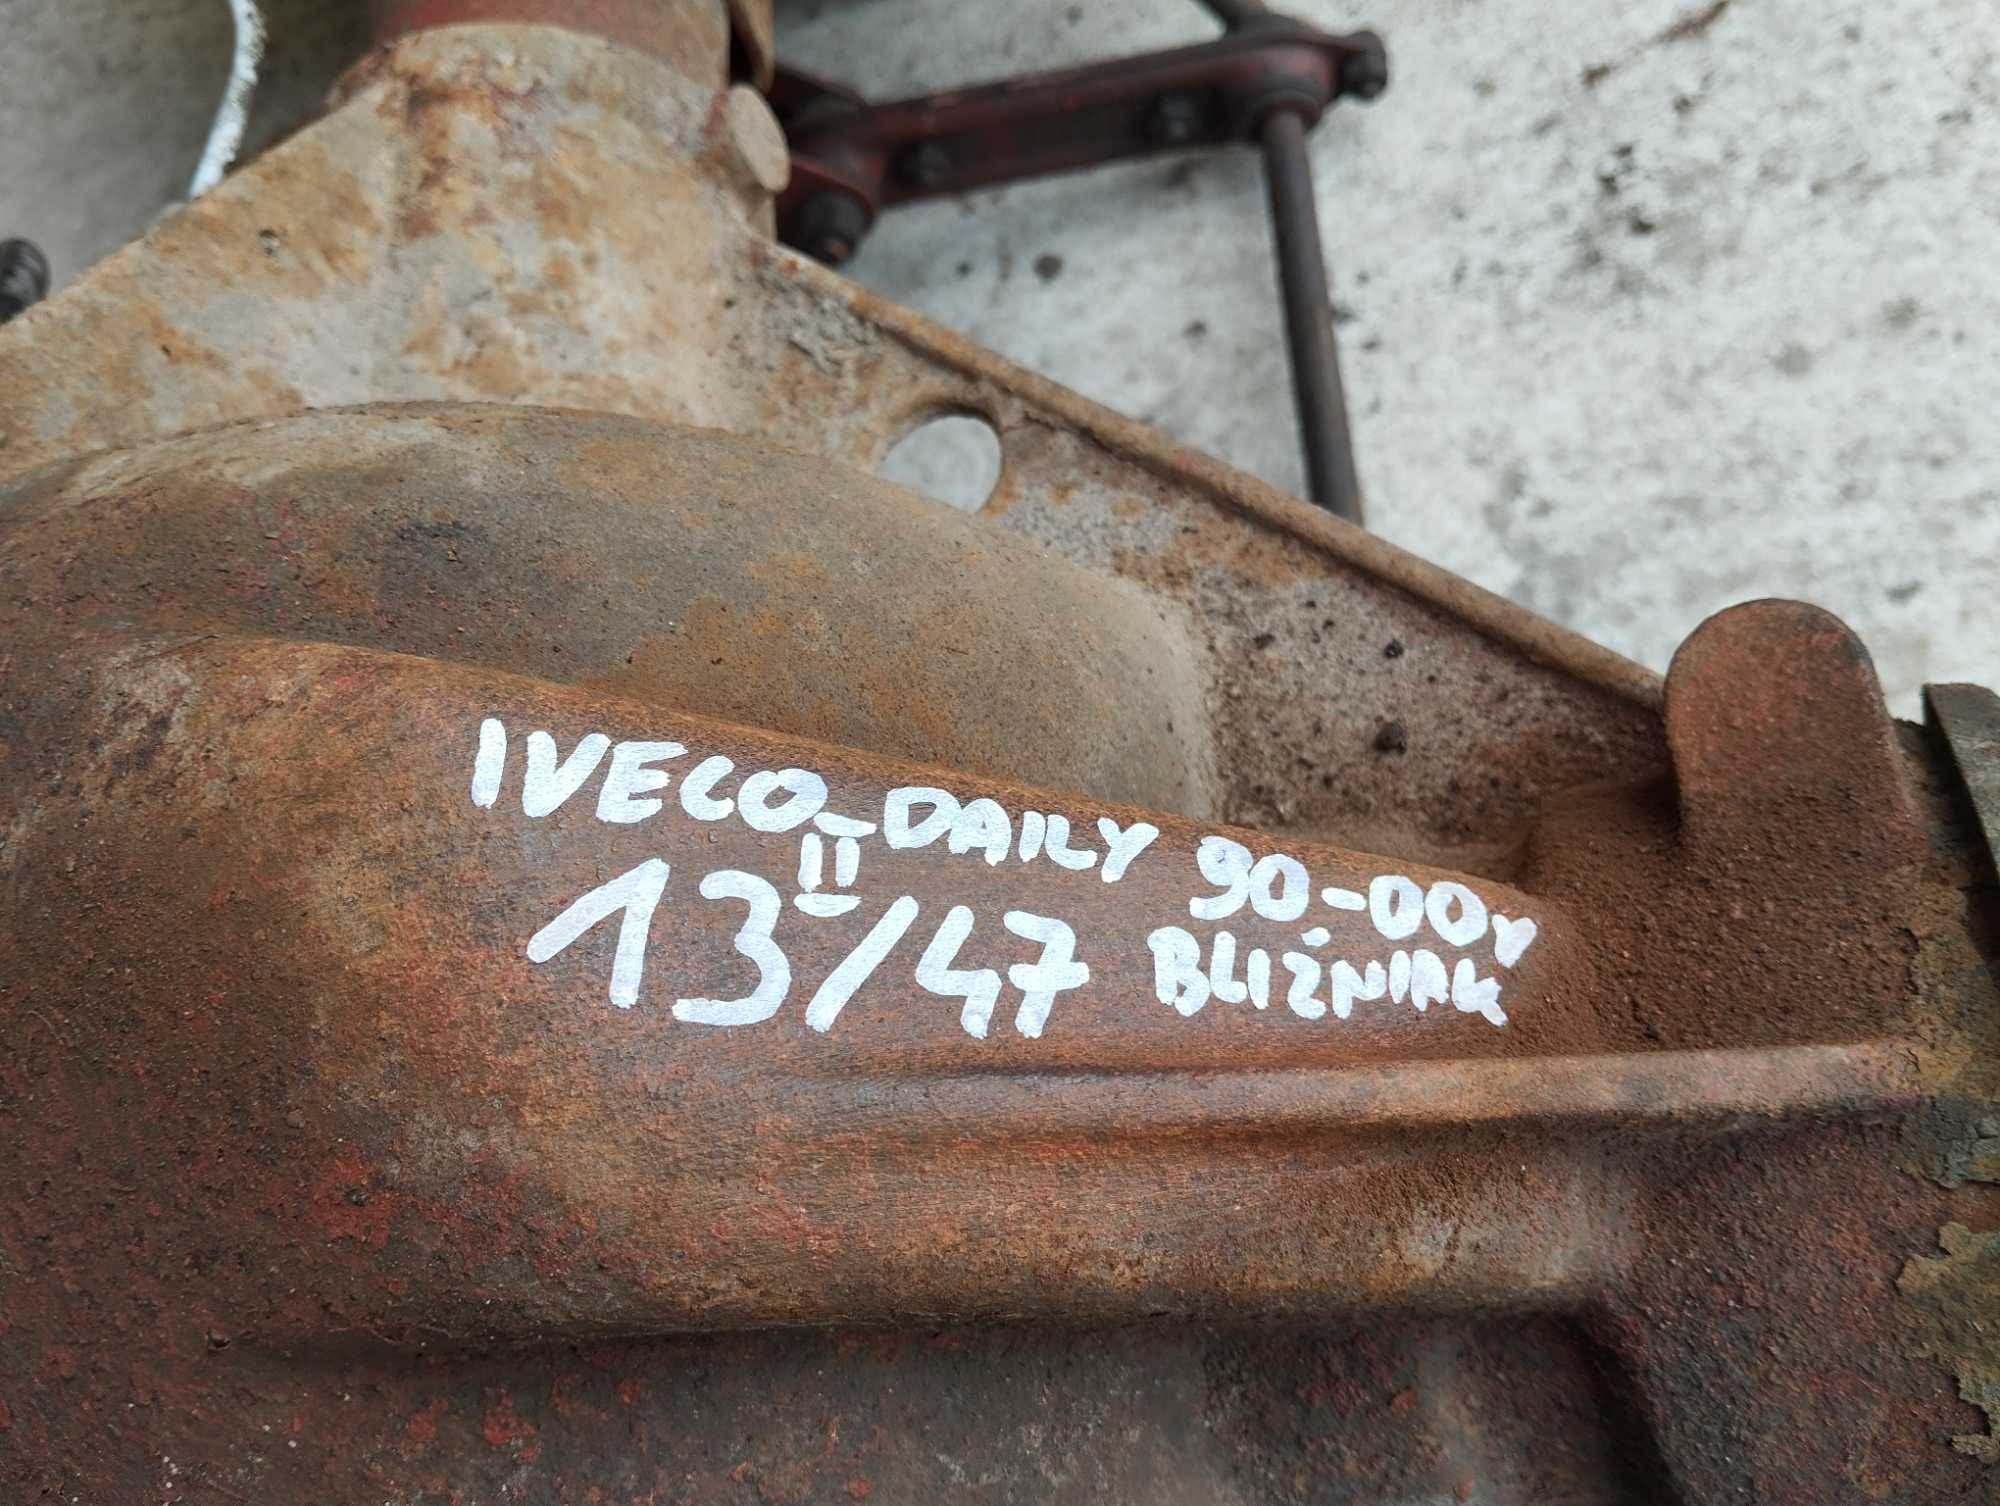 IVECO DAILY 90-00r
II
13/47 BLIŹNIAK